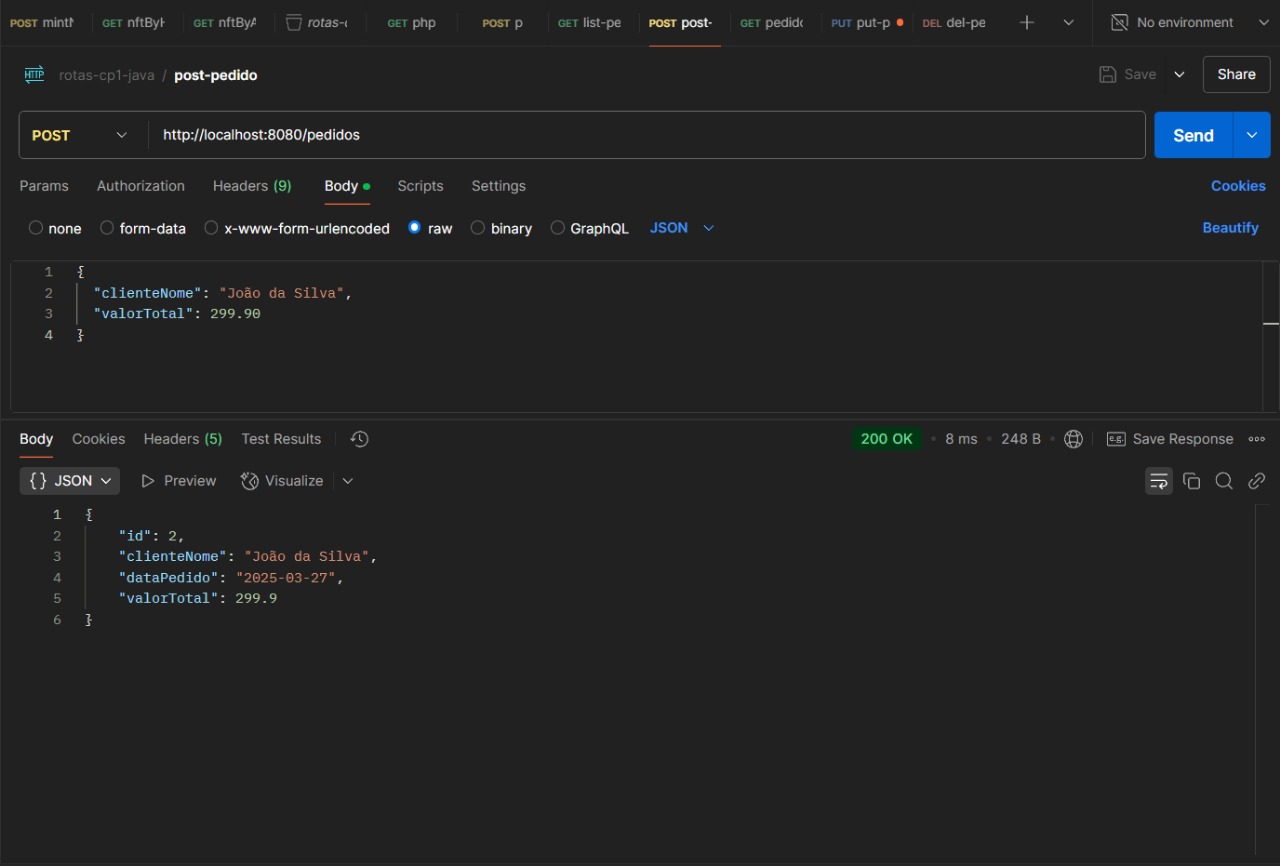 POST mintN GET nftByH GET nftByA rotas-c GET php POST p GET list-pe POST post- GET pedido PUT put-p DEL del-pe No environment
HTTP rotas-cp1-java / post-pedido Save Share
POST http://localhost:8080/pedidos Send
Params Authorization Headers (9) Body Scripts Settings Cookies
none form-data x-www-form-urlencoded raw binary GraphQL JSON Beautify
1 {
2 "clienteNome": "João da Silva",
3 "valorTotal": 299.90
4 }
Body Cookies Headers (5) Test Results 200 OK • 8 ms • 248 B • e.g. Save Response
{} JSON Preview Visualize
1 {
2 "id": 2,
3 "clienteNome": "João da Silva",
4 "dataPedido": "2025-03-27",
5 "valorTotal": 299.9
6 }